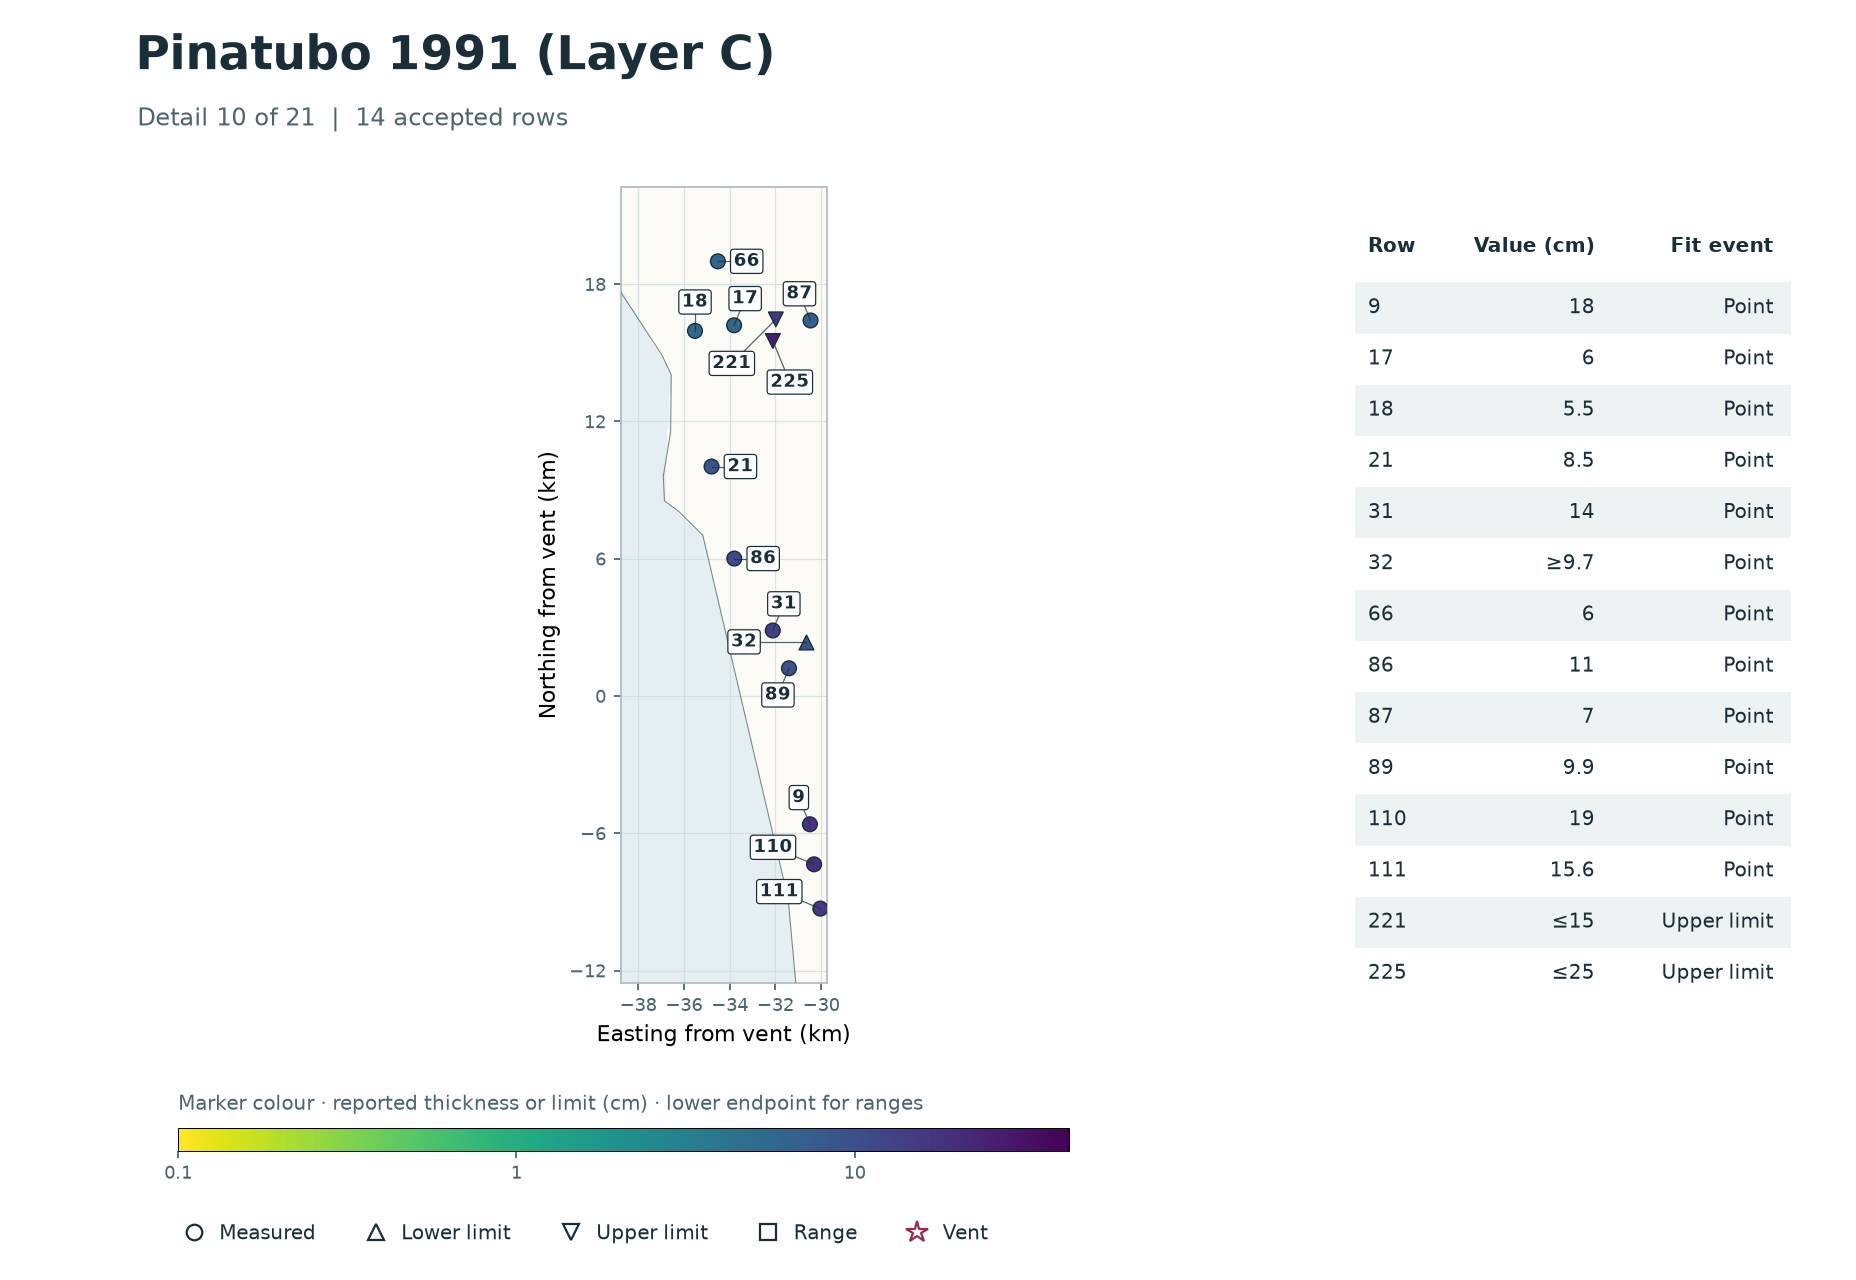 Pinatubo 1991 (Layer C)
Detail 10 of 21 | 14 accepted rows
66
18
17
87
221
225
21
86
31
32
89
9
110
111
18
12
6
0
−6
−12
Northing from vent (km)
−38 −36 −34 −32 −30
Easting from vent (km)
Row Value (cm) Fit event
9 18 Point
17 6 Point
18 5.5 Point
21 8.5 Point
31 14 Point
32 ≥9.7 Point
66 6 Point
86 11 Point
87 7 Point
89 9.9 Point
110 19 Point
111 15.6 Point
221 ≤15 Upper limit
225 ≤25 Upper limit
Marker colour · reported thickness or limit (cm) · lower endpoint for ranges
0.1 1 10
Measured Lower limit Upper limit Range Vent